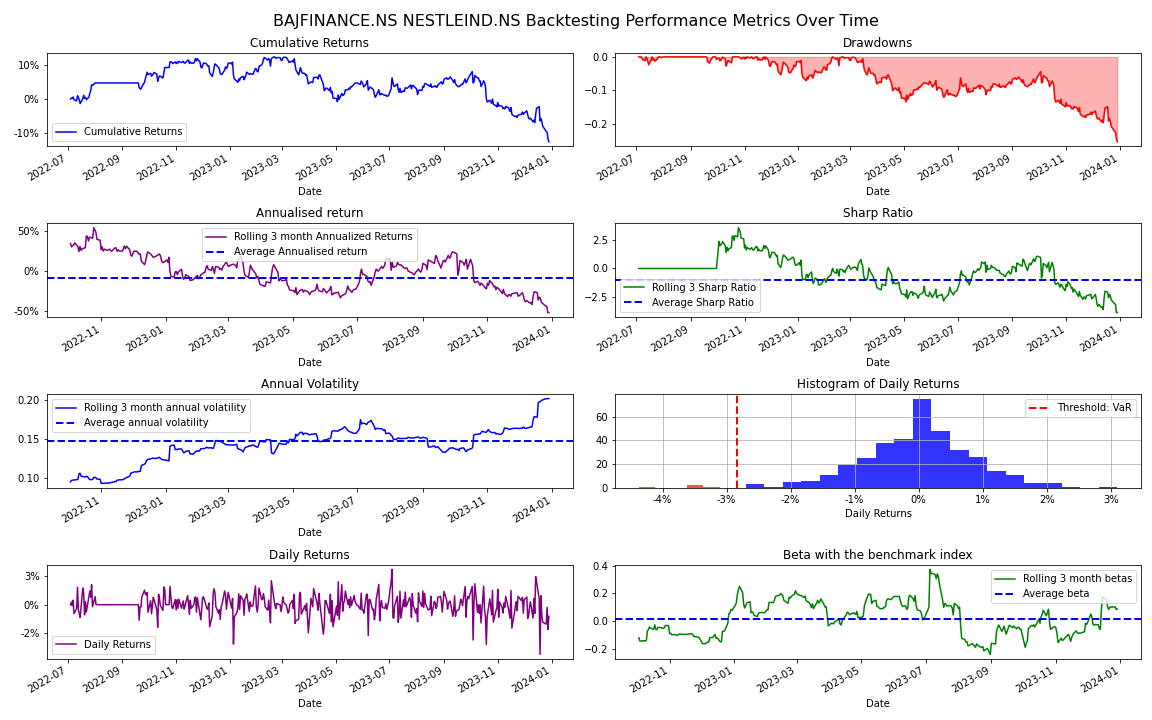 BAJFINANCE.NS NESTLEIND.NS Backtesting Performance Metrics Over Time
Cumulative Returns
10%
0%
-10%
Cumulative Returns
2022-07 2022-09 2022-11 2023-01 2023-03 2023-05 2023-07 2023-09 2023-11 2024-01
Date
Drawdowns
0.0
−0.1
−0.2
2022-07 2022-09 2022-11 2023-01 2023-03 2023-05 2023-07 2023-09 2023-11 2024-01
Date
Annualised return
50%
0%
-50%
Rolling 3 month Annualized Returns
Average Annualised return
2022-11 2023-01 2023-03 2023-05 2023-07 2023-09 2023-11 2024-01
Date
Sharp Ratio
2.5
0.0
−2.5
Rolling 3 Sharp Ratio
Average Sharp Ratio
2022-07 2022-09 2022-11 2023-01 2023-03 2023-05 2023-07 2023-09 2023-11 2024-01
Date
Annual Volatility
0.20
0.15
0.10
Rolling 3 month annual volatility
Average annual volatility
2022-11 2023-01 2023-03 2023-05 2023-07 2023-09 2023-11 2024-01
Date
Histogram of Daily Returns
60
40
20
0
Threshold: VaR
-4% -3% -2% -1% 0% 1% 2% 3%
Daily Returns
Daily Returns
3%
0%
-2%
Daily Returns
2022-07 2022-09 2022-11 2023-01 2023-03 2023-05 2023-07 2023-09 2023-11 2024-01
Date
Beta with the benchmark index
0.4
0.2
0.0
−0.2
Rolling 3 month betas
Average beta
2022-11 2023-01 2023-03 2023-05 2023-07 2023-09 2023-11 2024-01
Date